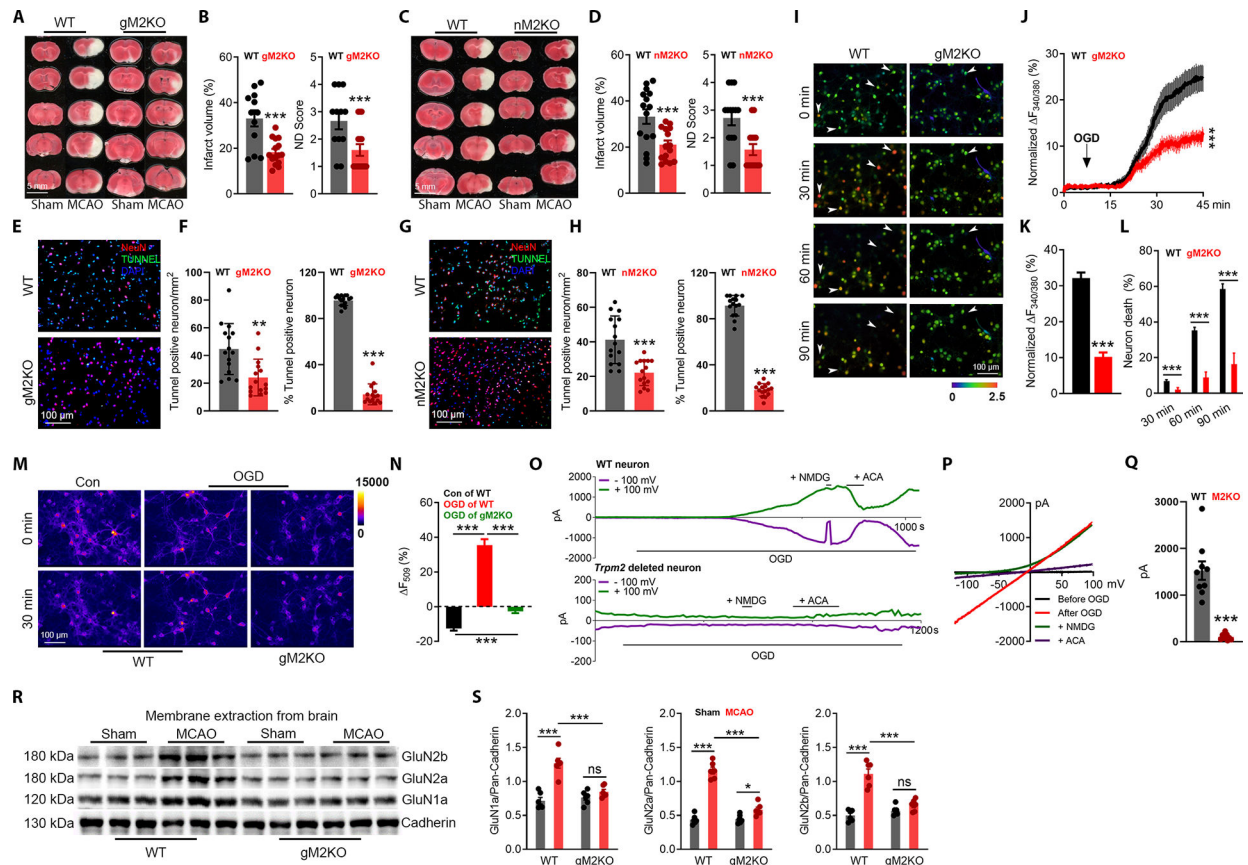 A
WT
gM2KO
5 mm
Sham MCAO Sham MCAO
B
WT gM2KO
Infarct volume (%)
60
40
20
0
***
WT gM2KO
ND Score
5
4
3
2
1
0
***
C
WT
nM2KO
5 mm
Sham MCAO Sham MCAO
D
WT nM2KO
Infarct volume (%)
60
40
20
0
***
WT nM2KO
ND Score
5
4
3
2
1
0
***
E
NeuN
TUNNEL
DAPI
WT
gM2KO
100 μm
F
WT gM2KO
Tunnel positive neuron/mm2
120
80
40
0
**
WT gM2KO
% Tunnel positive neuron
120
80
40
0
***
G
NeuN
TUNNEL
DAPI
WT
nM2KO
100 μm
H
WT nM2KO
Tunnel positive neuron/mm2
120
80
40
0
***
WT nM2KO
% Tunnel positive neuron
120
80
40
0
***
I
WT
gM2KO
0 min
30 min
60 min
90 min
100 μm
0 2.5
J
WT gM2KO
Normalized ΔF340/380 (%)
30
20
10
0
OGD
***
0 15 30 45 min
K
Normalized ΔF340/380 (%)
40
30
20
10
0
***
L
WT gM2KO
Neuron death (%)
80
60
40
20
0
***
***
***
30 min
60 min
90 min
M
Con
OGD
15000
0
0 min
30 min
100 μm
WT
gM2KO
N
Con of WT
OGD of WT
OGD of gM2KO
ΔF509 (%)
60
40
20
0
-20
*** ***
***
O
WT neuron
- 100 mV
+ 100 mV
+ NMDG
+ ACA
pA
2000
1000
0
-1000
-2000
1000 s
OGD
Trpm2 deleted neuron
- 100 mV
+ 100 mV
+ NMDG
+ ACA
pA
200
100
0
-100
-200
1200s
OGD
P
pA
2000
1000
-1000
-2000
-100 -50 50 100 mV
Before OGD
After OGD
+ NMDG
+ ACA
Q
WT M2KO
pA
3000
2000
1000
0
***
R
Membrane extraction from brain
Sham MCAO Sham MCAO
180 kDa GluN2b
180 kDa GluN2a
120 kDa GluN1a
130 kDa Cadherin
WT gM2KO
S
GluN1a/Pan-Cadherin
2.0
1.5
1.0
0.5
0.0
***
***
ns
WT gM2KO
Sham MCAO
GluN2a/Pan-Cadherin
2.0
1.5
1.0
0.5
0.0
***
***
*
WT gM2KO
GluN2b/Pan-Cadherin
2.0
1.5
1.0
0.5
0.0
***
***
ns
WT gM2KO